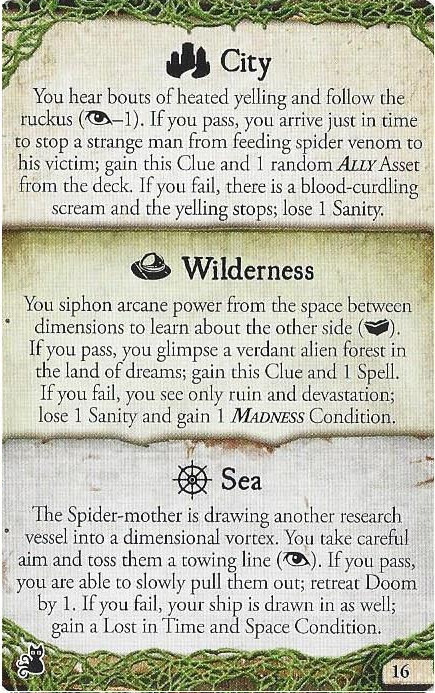 City
You hear bouts of heated yelling and follow the
ruckus (–1). If you pass, you arrive just in time
to stop a strange man from feeding spider venom to
his victim; gain this Clue and 1 random ALLY Asset
from the deck. If you fail, there is a blood-curdling
scream and the yelling stops; lose 1 Sanity.
Wilderness
You siphon arcane power from the space between
dimensions to learn about the other side ().
If you pass, you glimpse a verdant alien forest in
the land of dreams; gain this Clue and 1 Spell.
If you fail, you see only ruin and devastation;
lose 1 Sanity and gain 1 MADNESS Condition.
Sea
The Spider-mother is drawing another research
vessel into a dimensional vortex. You take careful
aim and toss them a towing line (). If you pass,
you are able to slowly pull them out; retreat Doom
by 1. If you fail, your ship is drawn in as well;
gain a Lost in Time and Space Condition.
16